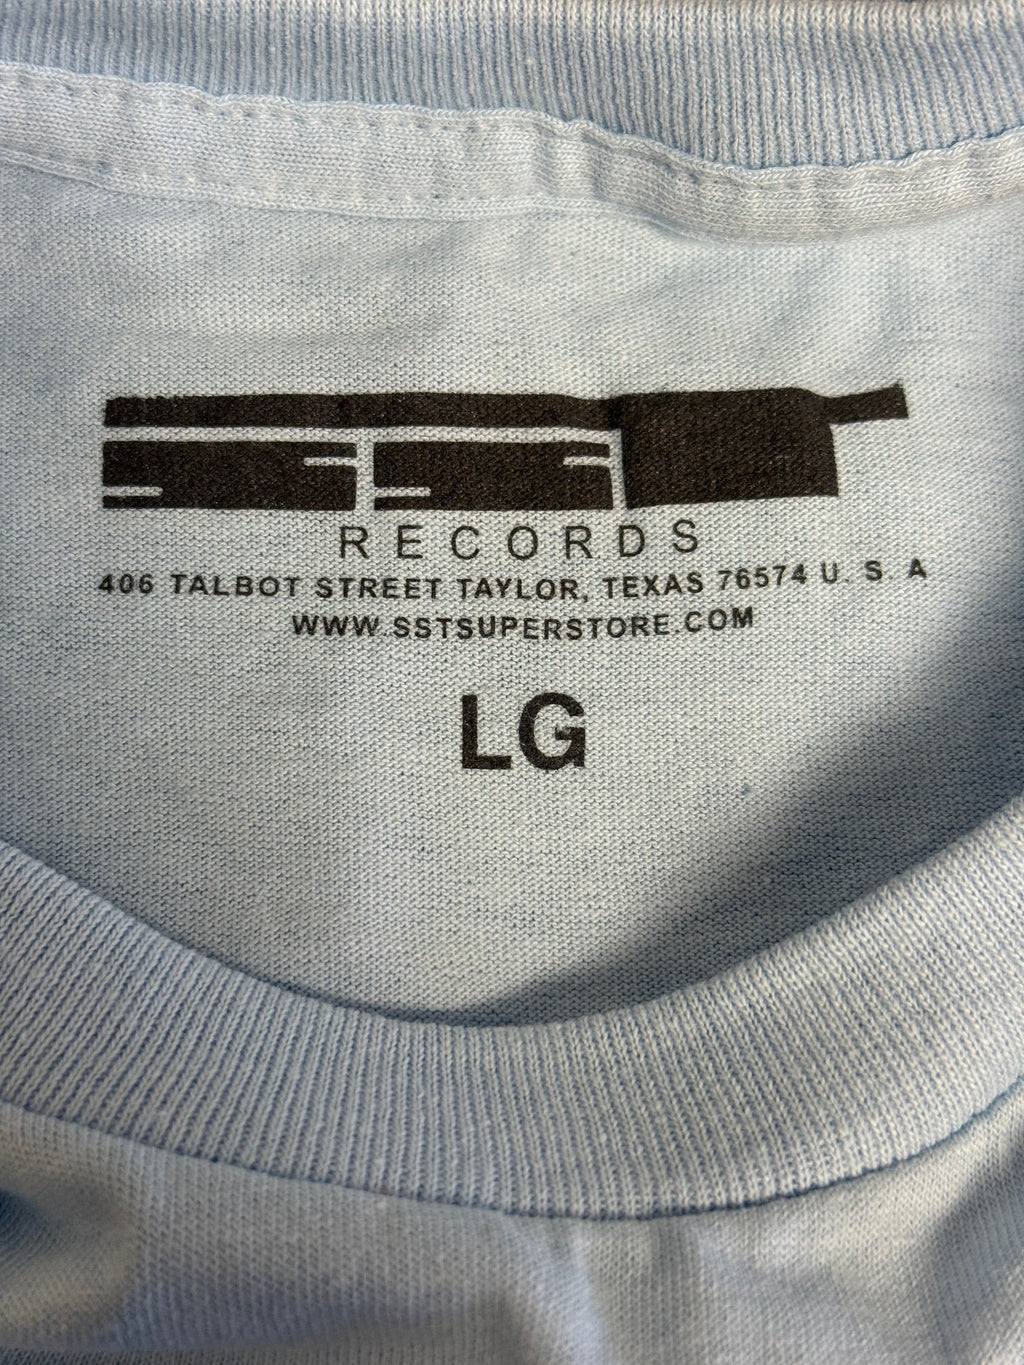 SST
RECORDS
406 TALBOT STREET TAYLOR, TEXAS 76574 U. S. A
WWW.SSTSUPERSTORE.COM
LG